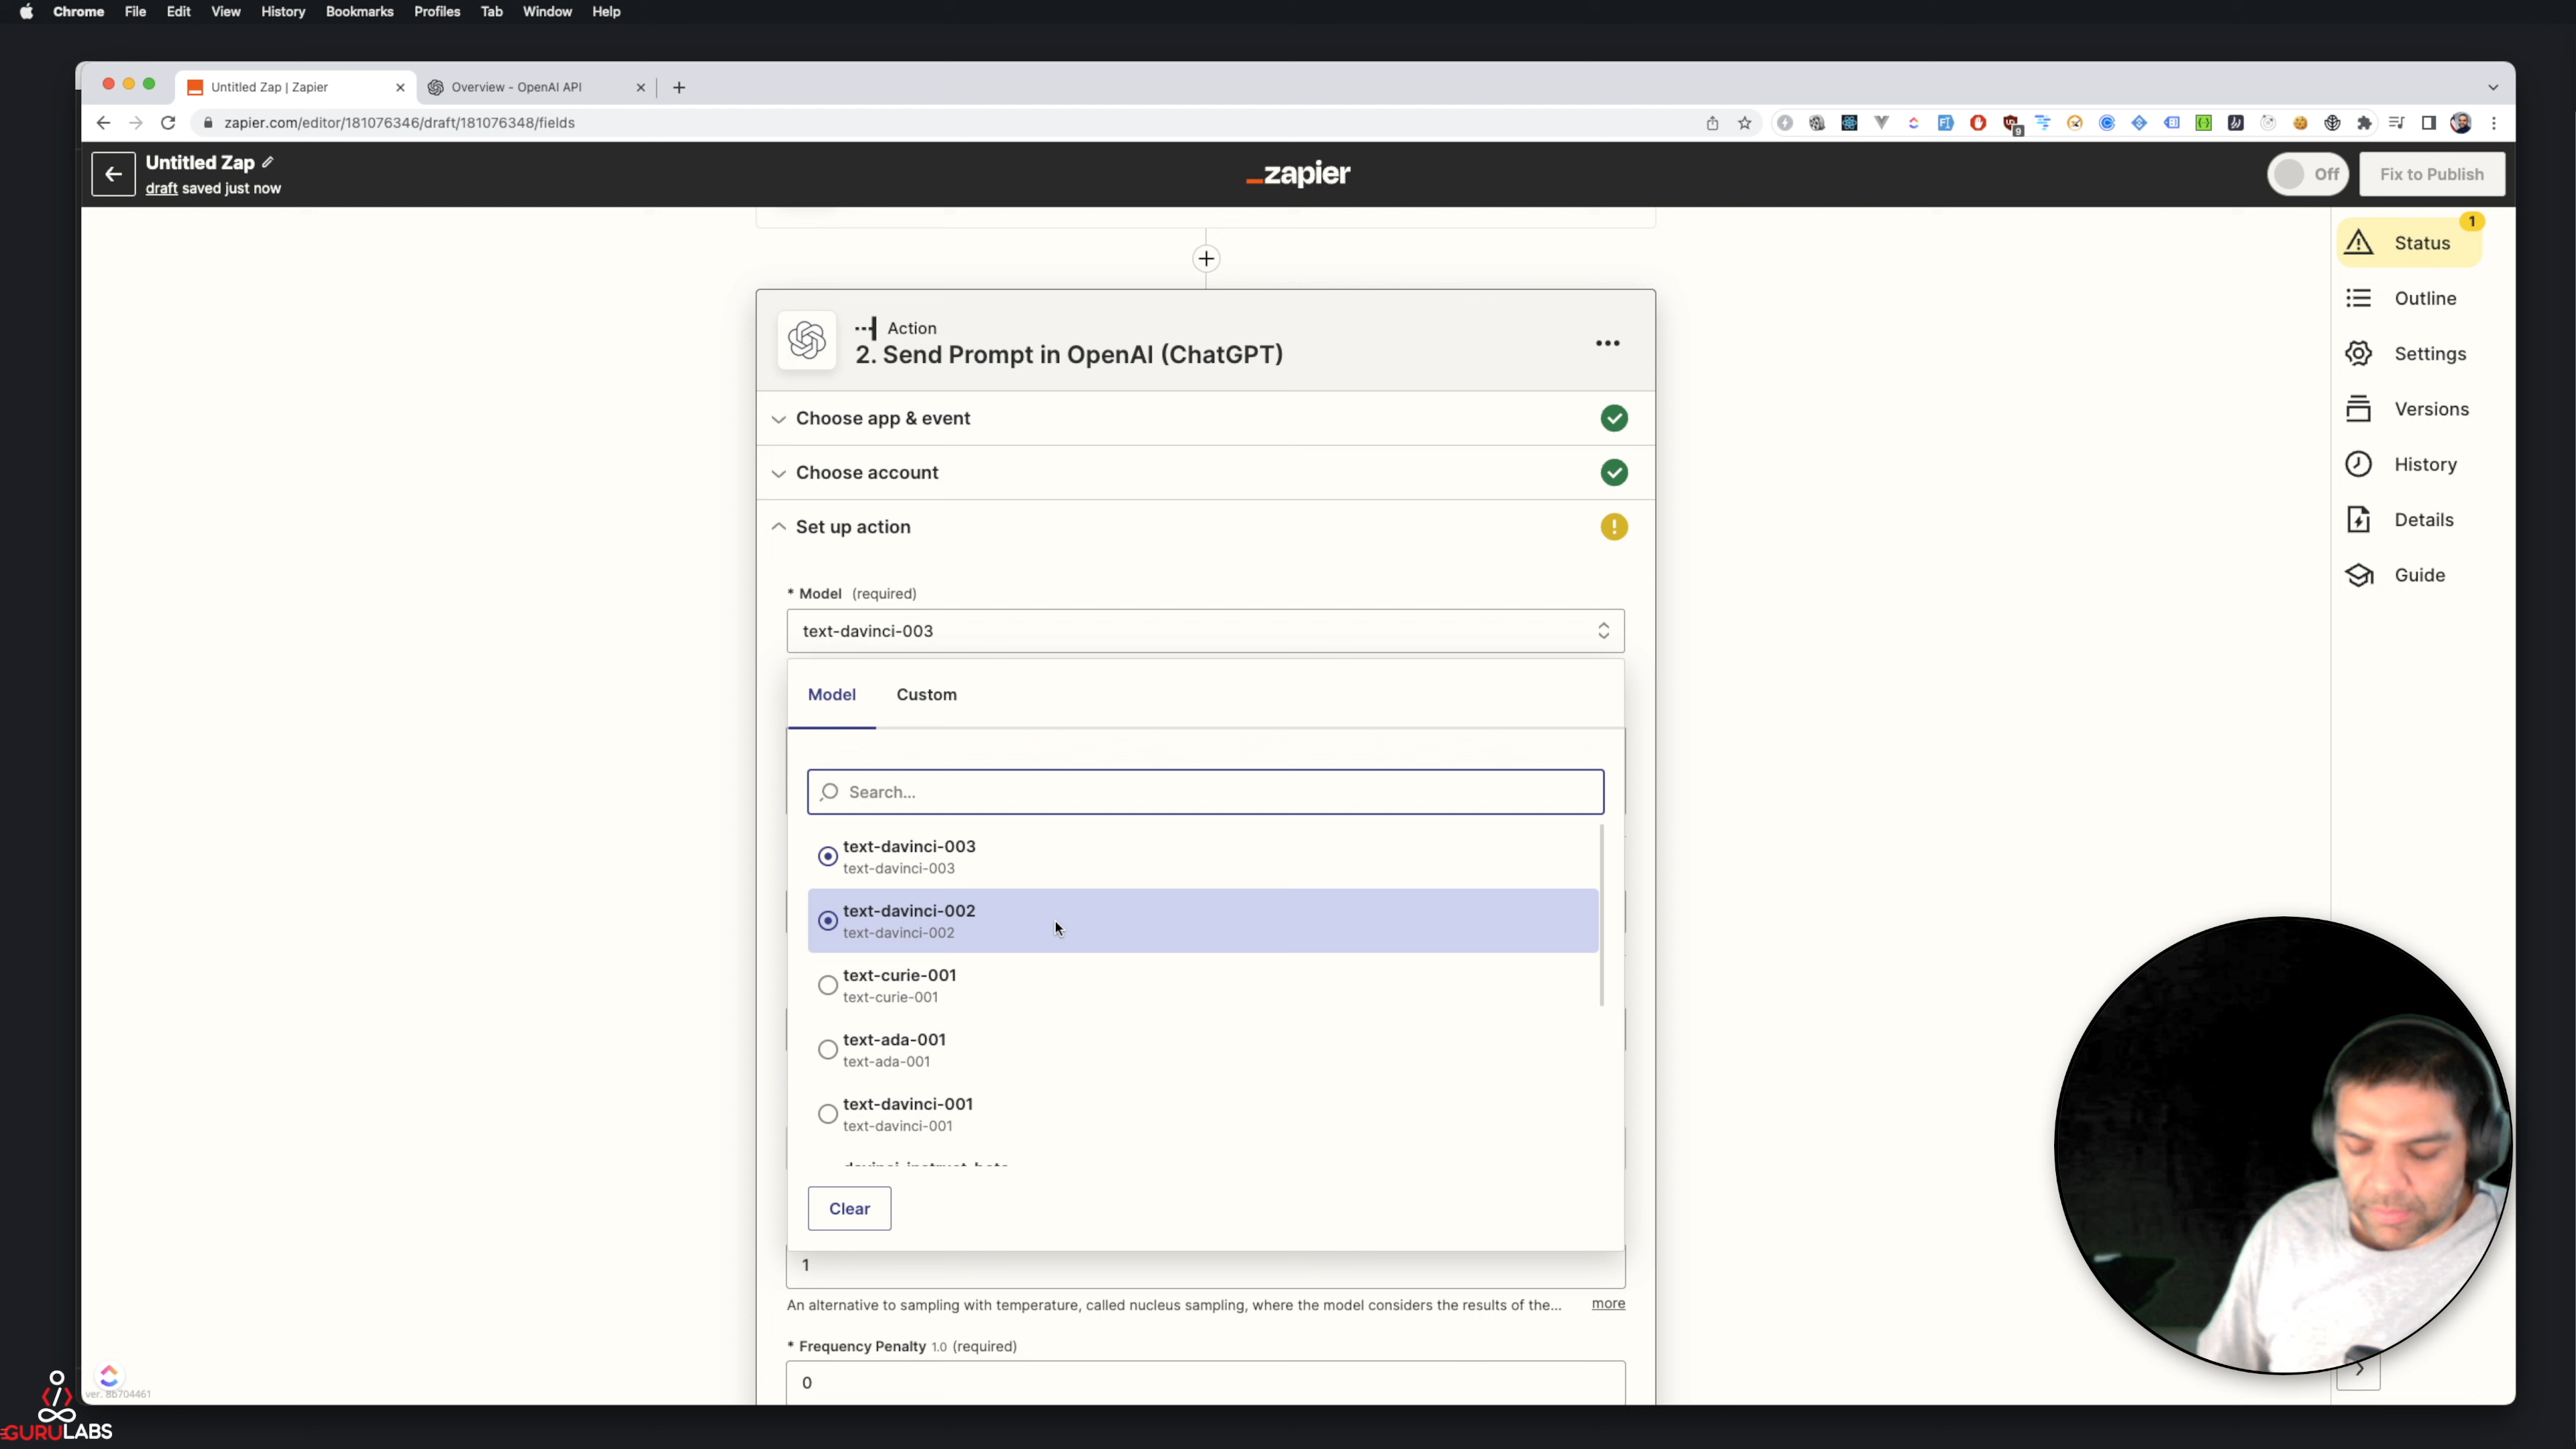 Chrome File Edit View History Bookmarks Profiles Tab Window Help
Untitled Zap | Zapier
Overview - OpenAI API
zapier.com/editor/181076346/draft/181076348/fields
9
Untitled Zap
draft saved just now
zapier
Off
Fix to Publish
1
Status
Outline
Settings
Versions
History
Details
Guide
Action
2. Send Prompt in OpenAI (ChatGPT)
Choose app & event
Choose account
Set up action
* Model (required)
text-davinci-003
Model Custom
Search...
text-davinci-003
text-davinci-003
text-davinci-002
text-davinci-002
text-curie-001
text-curie-001
text-ada-001
text-ada-001
text-davinci-001
text-davinci-001
Clear
1
An alternative to sampling with temperature, called nucleus sampling, where the model considers the results of the... more
* Frequency Penalty 1.0 (required)
0
ver. 8b704461
GURULABS